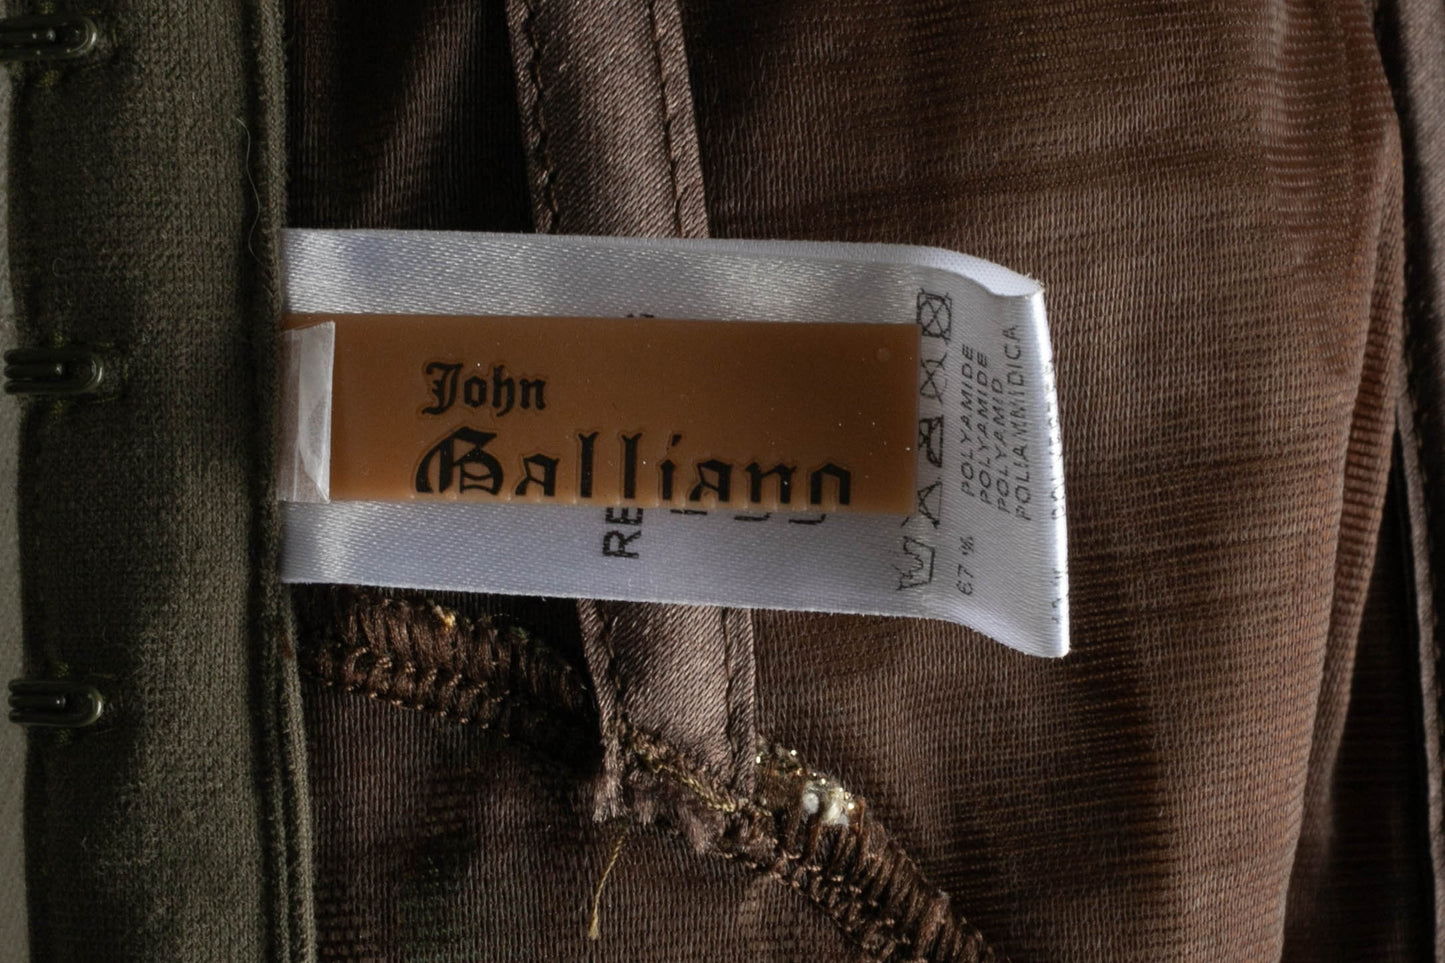 John
Galliano
RE
67 %
POLYAMIDE
POLYAMIDE
POLYAMID
POLIAMMIDICA